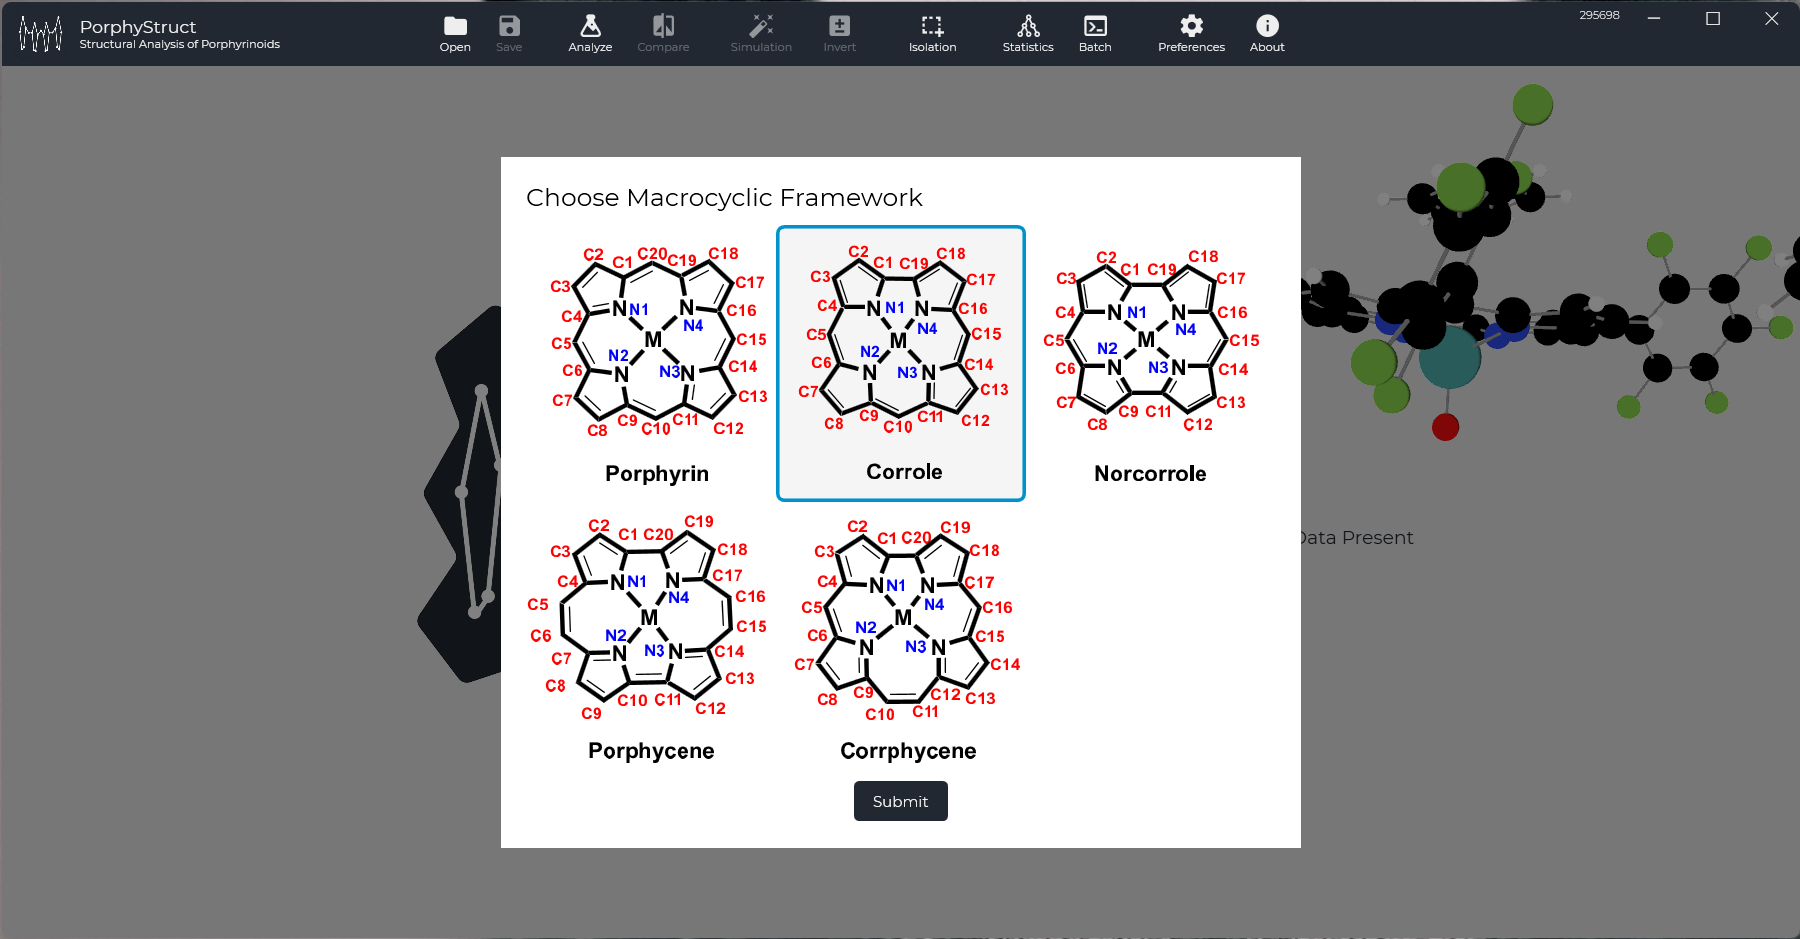 PorphyStruct
Structural Analysis of Porphyrinoids
Open Save Analyze Compare Simulation Invert Isolation Statistics Batch Preferences About
295698
Choose Macrocyclic Framework
C1 C2 C3 C4 C5 C6 C7 C8 C9 C10 C11 C12 C13 C14 C15 C16 C17 C18 C19 C20
N1 N2 N3 N4
N N N N M
Porphyrin
C1 C2 C3 C4 C5 C6 C7 C8 C9 C10 C11 C12 C13 C14 C15 C16 C17 C18 C19
N1 N2 N3 N4
N N N N M
Corrole
C1 C2 C3 C4 C5 C6 C7 C8 C9 C11 C12 C13 C14 C15 C16 C17 C18 C19
N1 N2 N3 N4
N N N N M
Norcorrole
C1 C2 C3 C4 C5 C6 C7 C8 C9 C10 C11 C12 C13 C14 C15 C16 C17 C18 C19 C20
N1 N2 N3 N4
N N N N M
Porphycene
C1 C2 C3 C4 C5 C6 C7 C8 C9 C10 C11 C12 C13 C14 C15 C16 C17 C18 C19 C20
N1 N2 N3 N4
N N N N M
Corrphycene
Data Present
Submit